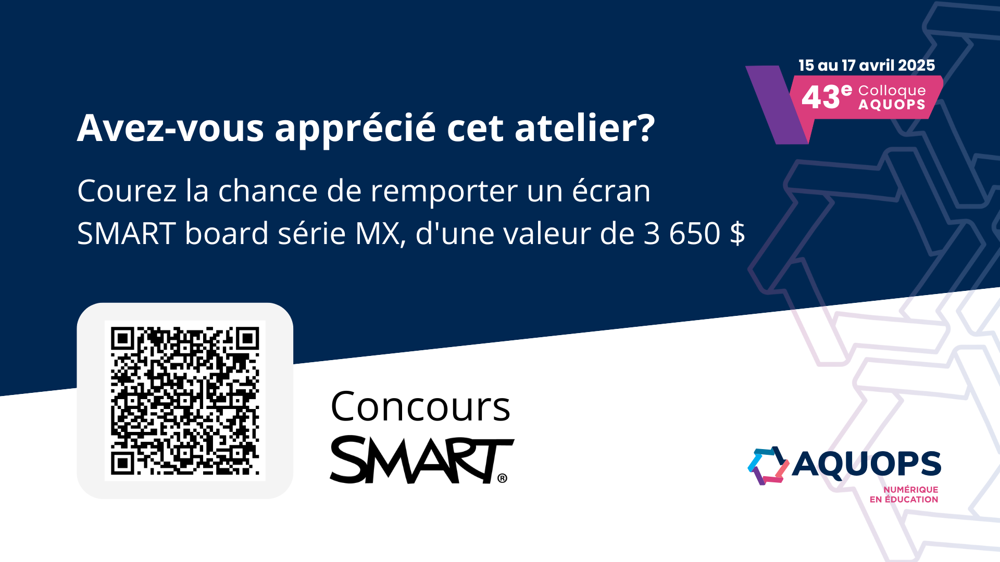 15 au 17 avril 2025
43e Colloque
AQUOPS
Avez-vous apprécié cet atelier?
Courez la chance de remporter un écran
SMART board série MX, d'une valeur de 3 650 $
Concours
SMART®
AQUOPS
NUMÉRIQUE
EN ÉDUCATION